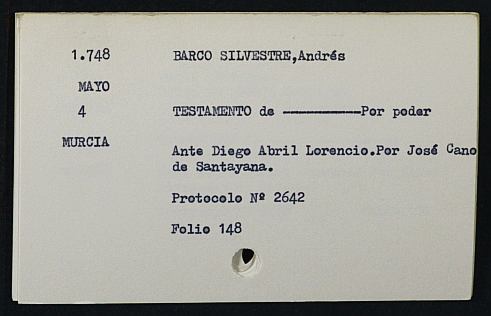 1.748 BARCO SILVESTRE,Andrés
MAYO
4 TESTAMENTO de ------------Por poder
MURCIA
Ante Diego Abril Lorencio.Por José Cano
de Santayana.
Protocolo Nº 2642
Folio 148